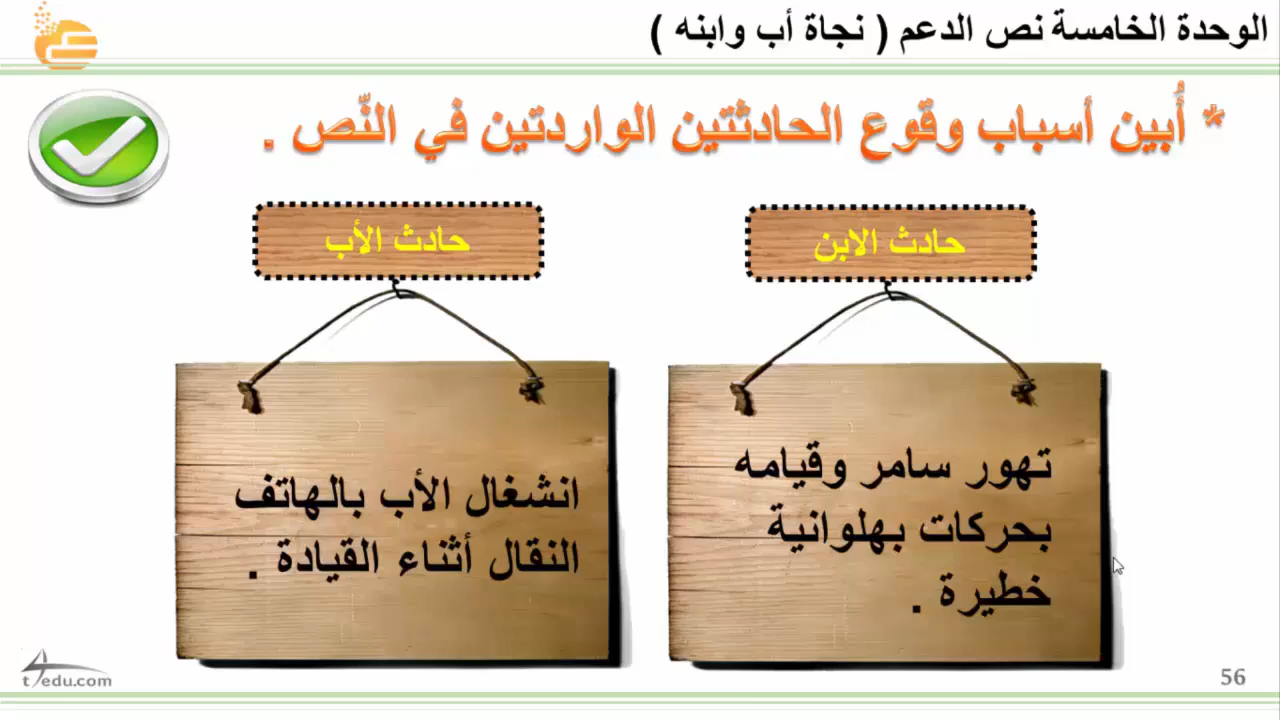 الوحدة الخامسة نص الدعم ( نجاة أب وابنه )
* أُبين أسباب وقوع الحادثتين الواردتين في النّص .
حادث الابن
حادث الأب
تهور سامر وقيامه
بحركات بهلوانية
خطيرة .
انشغال الأب بالهاتف
النقال أثناء القيادة .
t4edu.com
56